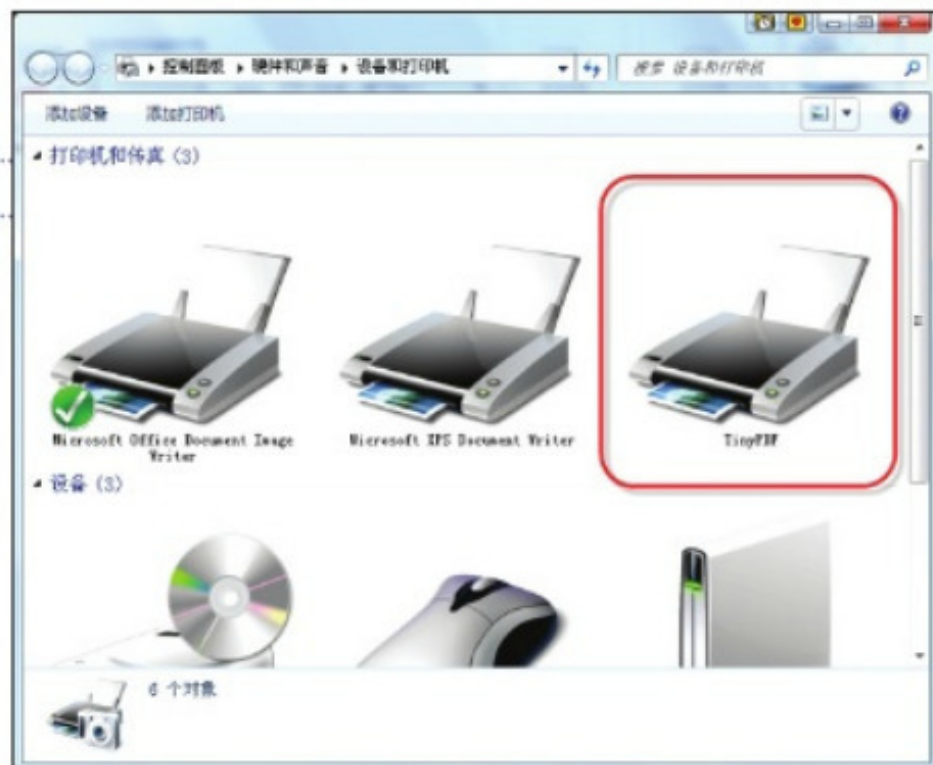 控制面板 ▸ 硬件和声音 ▸ 设备和打印机
搜索 设备和打印机
添加设备 添加打印机
打印机和传真 (3)
Microsoft Office Document Image
Writer
Microsoft XPS Document Writer
TinyPDF
设备 (3)
6 个对象